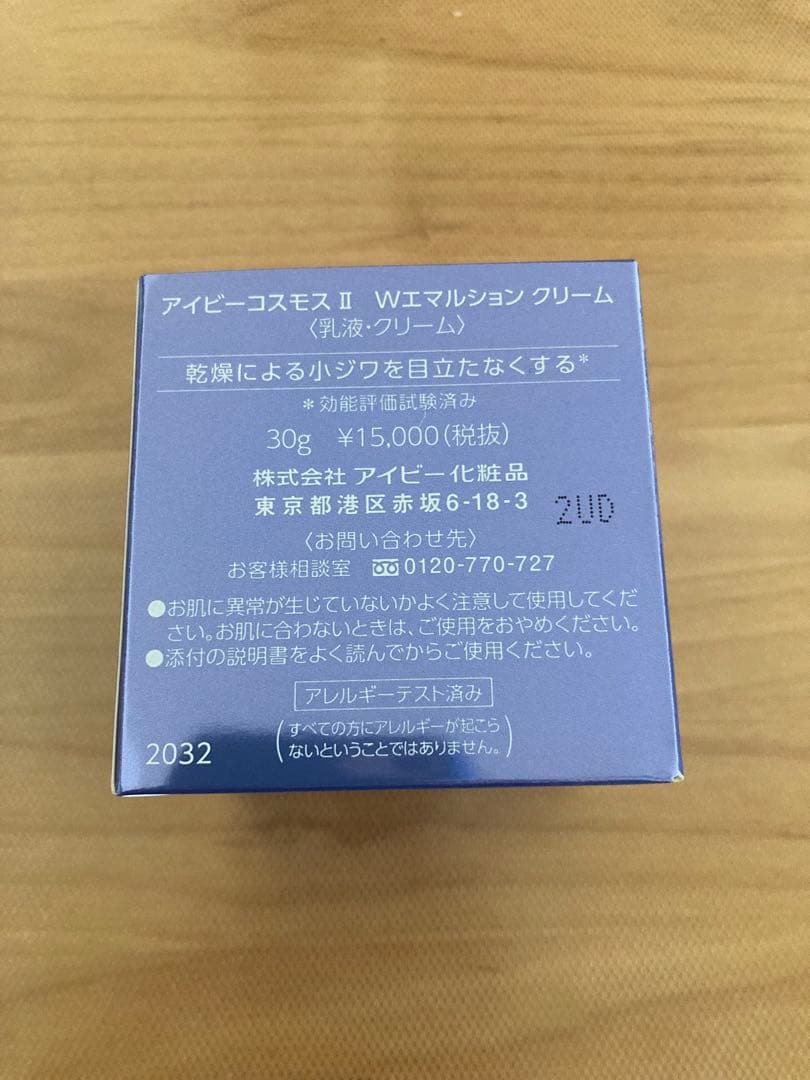 アイビーコスモス II Wエマルション クリーム
〈乳液・クリーム〉
乾燥による小ジワを目立たなくする*
*効能評価試験済み
30g ¥15,000(税抜)
株式会社 アイビー化粧品
東京都港区赤坂6-18-3
2UD
〈お問い合わせ先〉
お客様相談室 0120-770-727
●お肌に異常が生じていないかよく注意して使用してくだ
さい。お肌に合わないときは、ご使用をおやめください。
●添付の説明書をよく読んでからご使用ください。
アレルギーテスト済み
(すべての方にアレルギーが起こら
ないということではありません。)
2032